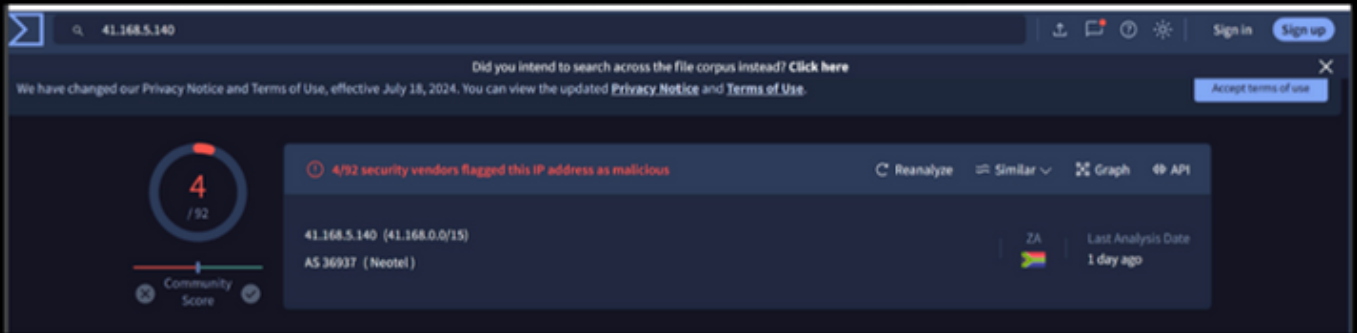 41.168.5.140
Sign in
Sign up
Did you intend to search across the file corpus instead? Click here
We have changed our Privacy Notice and Terms of Use, effective July 18, 2024. You can view the updated Privacy Notice and Terms of Use.
Accept terms of use
4
/ 92
Community
Score
4/92 security vendors flagged this IP address as malicious
Reanalyze
Similar
Graph
API
41.168.5.140 (41.168.0.0/15)
AS 36937 ( Neotel )
ZA
Last Analysis Date
1 day ago